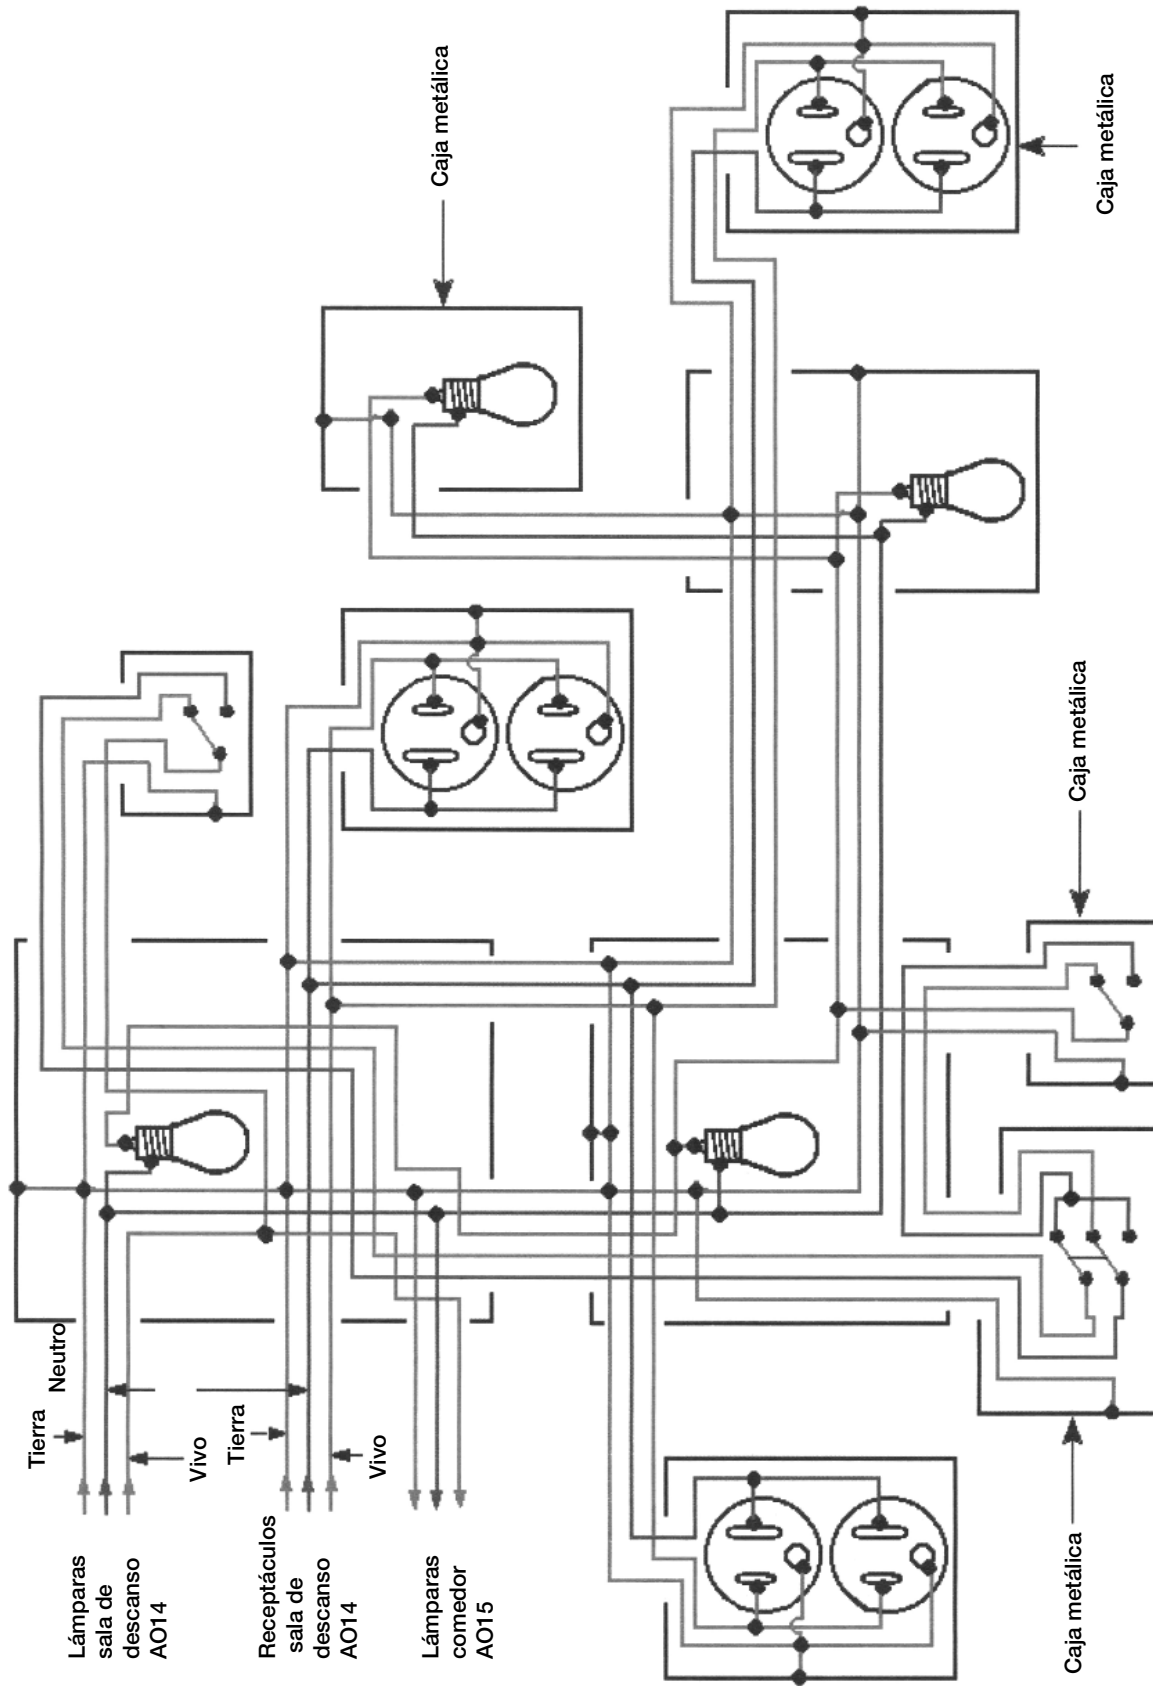 Lámparas
sala de
descanso
AO14
Tierra
Neutro
Vivo
Receptáculos
sala de
descanso
AO14
Tierra
Vivo
Lámparas
comedor
AO15
Caja metálica
Caja metálica
Caja metálica
Caja metálica